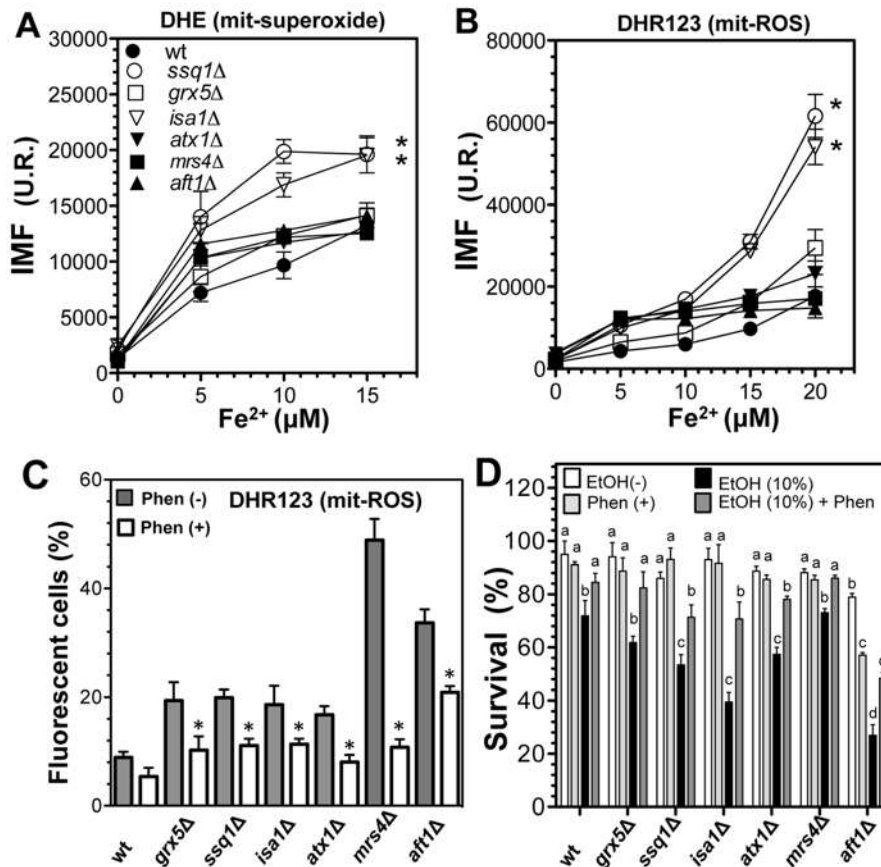 A
DHE (mit-superoxide)
30000
25000
20000
15000
10000
5000
0
IMF (U.R.)
wt
ssq1Δ
grx5Δ
isa1Δ
atx1Δ
mrs4Δ
aft1Δ
*
*
0 5 10 15
Fe²⁺ (µM)
B
DHR123 (mit-ROS)
80000
60000
40000
20000
0
IMF (U.R.)
*
*
0 5 10 15 20
Fe²⁺ (µM)
C
60
40
20
0
Fluorescent cells (%)
Phen (-)
Phen (+)
DHR123 (mit-ROS)
* * * * * *
wt grx5Δ ssq1Δ isa1Δ atx1Δ mrs4Δ aft1Δ
D
120
100
80
60
40
20
0
Survival (%)
EtOH(-)
Phen (+)
EtOH (10%)
EtOH (10%) + Phen
a a b a
a a b a
a a c b
a a c b
a a c b
a a b a
b c d c
wt grx5Δ ssq1Δ isa1Δ atx1Δ mrs4Δ aft1Δ